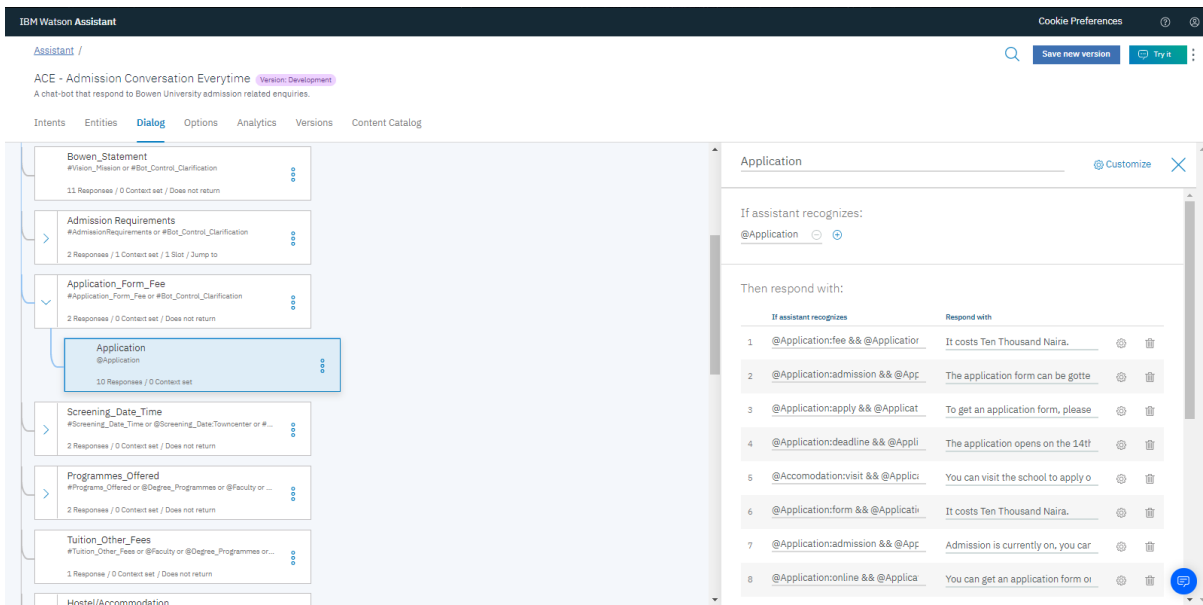 IBM Watson Assistant
Cookie Preferences
Assistant /
Save new version
Try it
ACE - Admission Conversation Everytime
Version: Development
A chat-bot that respond to Bowen University admission related enquiries.
Intents Entities Dialog Options Analytics Versions Content Catalog
Bowen_Statement
#Vision_Mission or #Bot_Control_Clarification
11 Responses / 0 Context set / Does not return
Admission Requirements
#AdmissionRequirements or #Bot_Control_Clarification
2 Responses / 1 Context set / 1 Slot / Jump to
Application_Form_Fee
#Application_Form_Fee or #Bot_Control_Clarification
2 Responses / 0 Context set / Does not return
Application
@Application
10 Responses / 0 Context set
Screening_Date_Time
#Screening_Date_Time or @Screening_Date:Towncenter or #...
2 Responses / 0 Context set / Does not return
Programmes_Offered
#Programs_Offered or @Degree_Programmes or @Faculty or ...
2 Responses / 0 Context set / Does not return
Tuition_Other_Fees
#Tuition_Other_Fees or @Faculty or @Degree_Programmes or...
1 Response / 0 Context set / Does not return
Hostel/Accommodation
Application
Customize
If assistant recognizes:
@Application
Then respond with:
If assistant recognizes Respond with
1 @Application:fee && @Application It costs Ten Thousand Naira.
2 @Application:admission && @App The application form can be gotte
3 @Application:apply && @Applicat To get an application form, please
4 @Application:deadline && @Appli The application opens on the 14th
5 @Accomodation:visit && @Applica You can visit the school to apply o
6 @Application:form && @Applicati It costs Ten Thousand Naira.
7 @Application:admission && @App Admission is currently on, you can
8 @Application:online && @Applica You can get an application form o